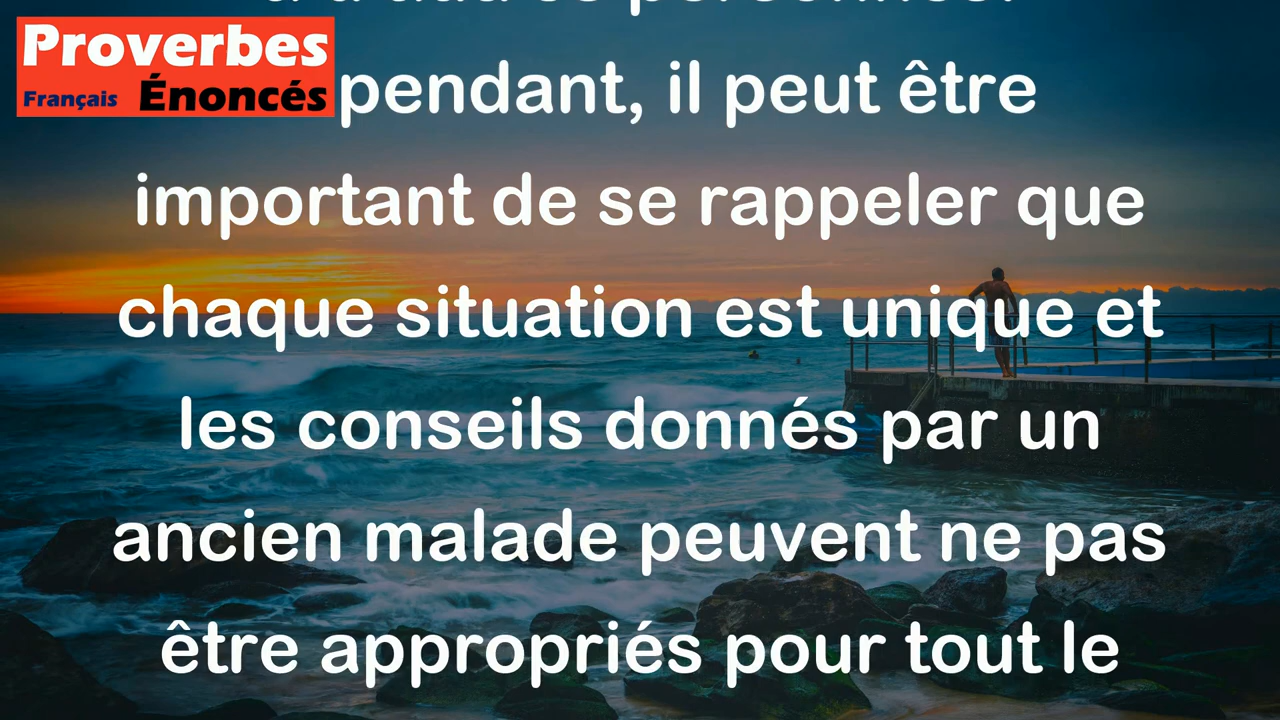 Proverbes
Français Énoncés
pendant, il peut être
important de se rappeler que
chaque situation est unique et
les conseils donnés par un
ancien malade peuvent ne pas
être appropriés pour tout le